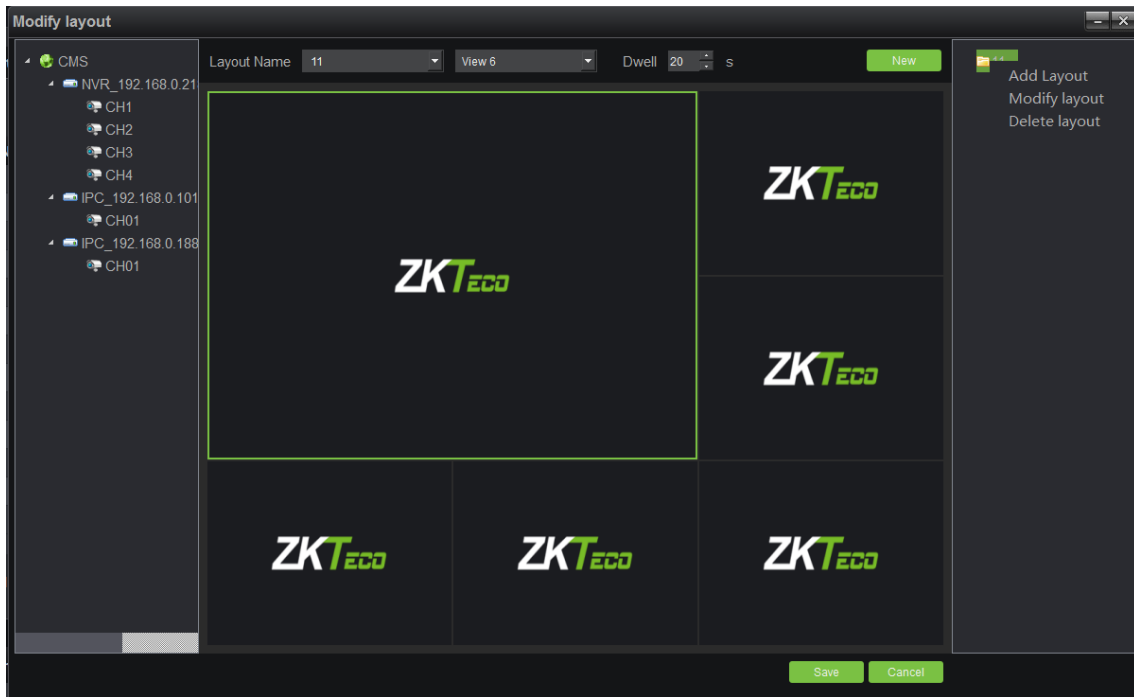 Modify layout
CMS
NVR_192.168.0.21
CH1
CH2
CH3
CH4
IPC_192.168.0.101
CH01
IPC_192.168.0.188
CH01
Layout Name 11 View 6 Dwell 20 s New
ZKTeco
ZKTeco
ZKTeco
ZKTeco
ZKTeco
ZKTeco
11
Add Layout
Modify layout
Delete layout
Save Cancel